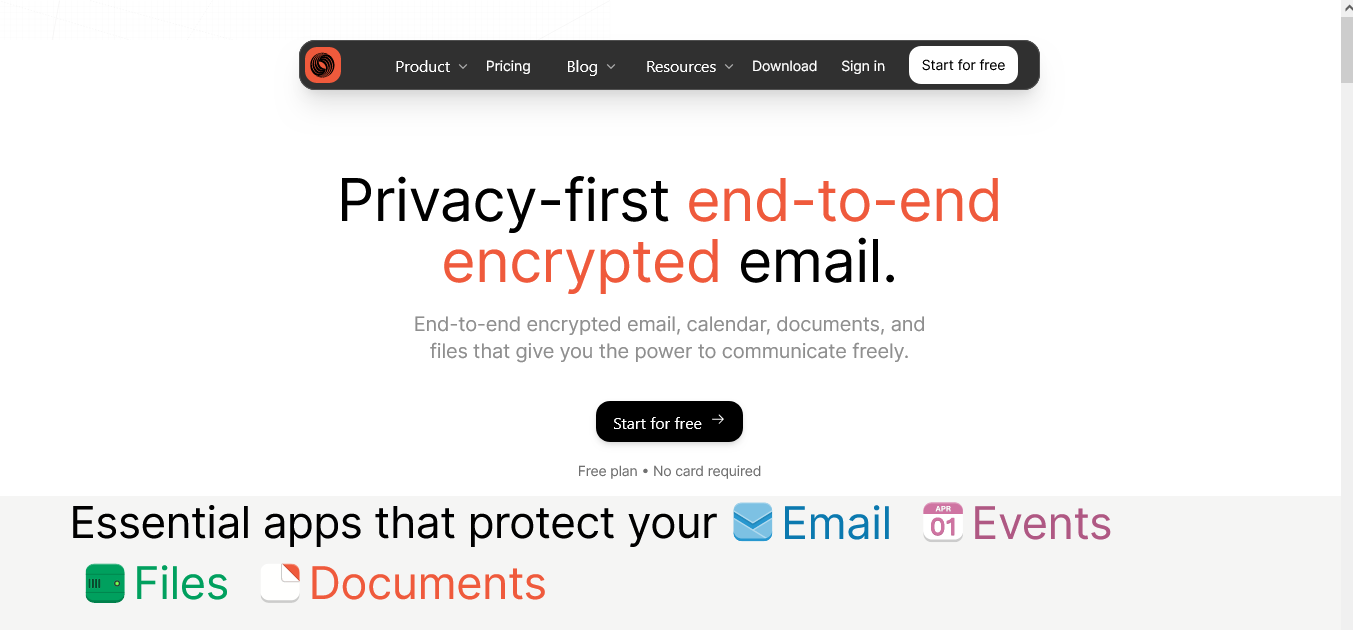 Product Pricing Blog Resources Download Sign in Start for free
Privacy-first end-to-end
encrypted email.
End-to-end encrypted email, calendar, documents, and
files that give you the power to communicate freely.
Start for free →
Free plan • No card required
Essential apps that protect your Email APR 01 Events
Files Documents